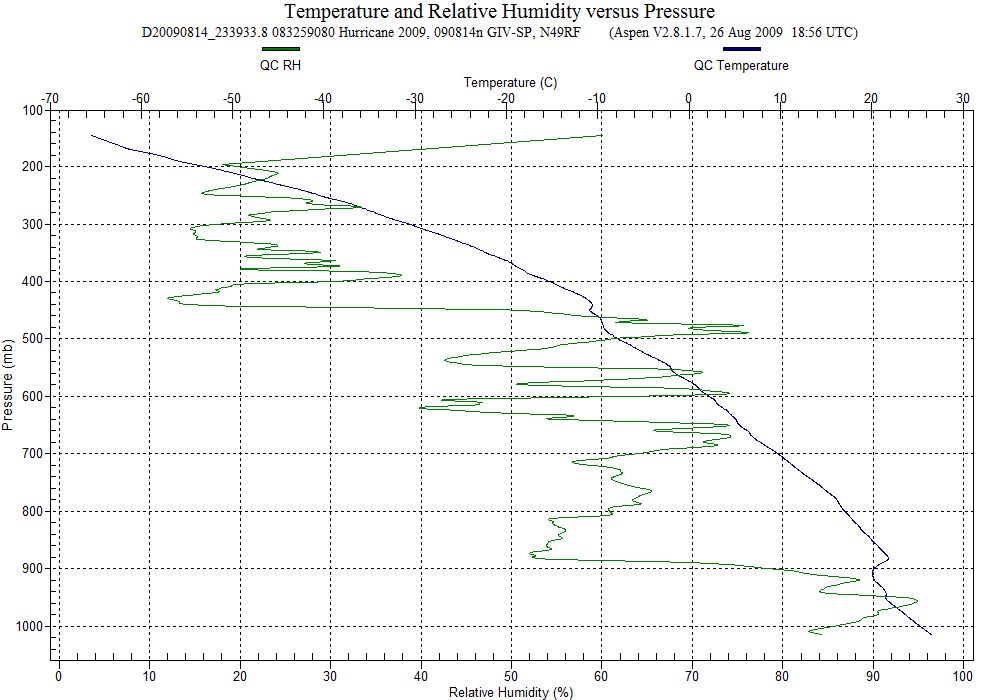 Temperature and Relative Humidity versus Pressure
D20090814_233933.8 083259080 Hurricane 2009, 090814n GIV-SP, N49RF (Aspen V2.8.1.7, 26 Aug 2009 18:56 UTC)
QC RH QC Temperature
Temperature (C)
-70 -60 -50 -40 -30 -20 -10 0 10 20 30
100
200
300
400
500
600
700
800
900
1000
Pressure (mb)
0 10 20 30 40 50 60 70 80 90 100
Relative Humidity (%)